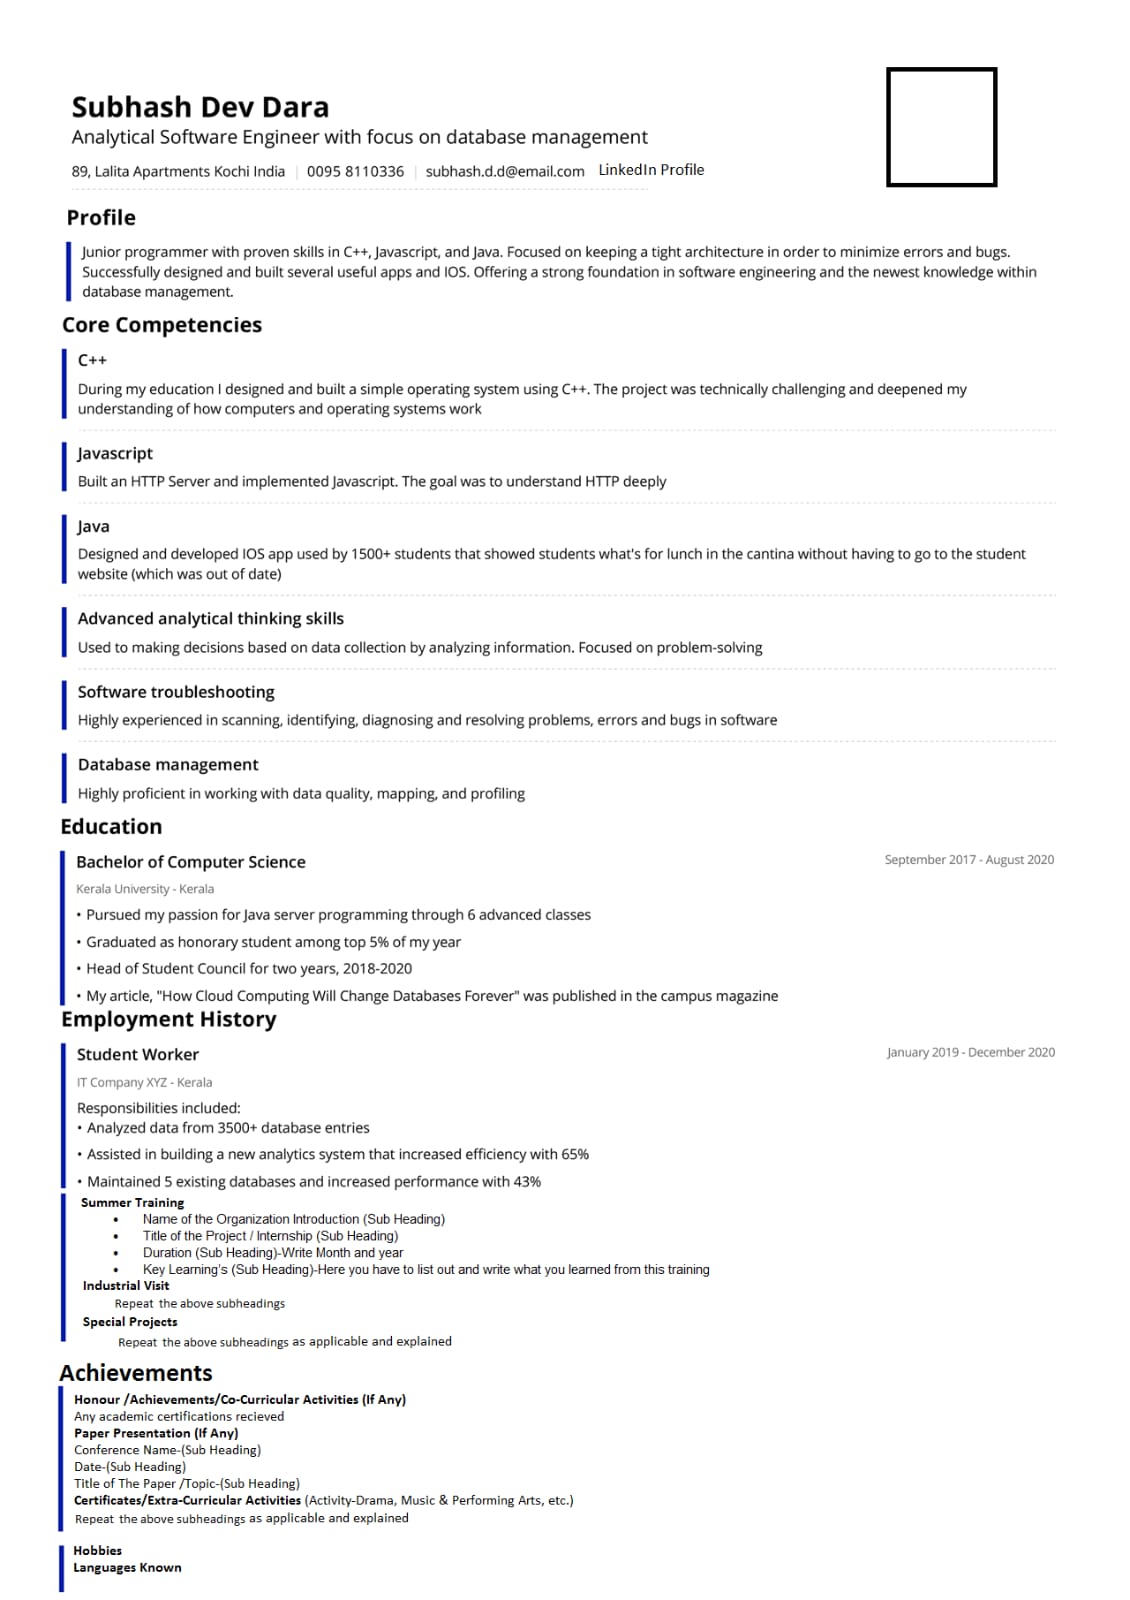 Subhash Dev Dara
Analytical Software Engineer with focus on database management
89, Lalita Apartments Kochi India | 0095 8110336 | subhash.d.d@email.com LinkedIn Profile
Profile
Junior programmer with proven skills in C++, Javascript, and Java. Focused on keeping a tight architecture in order to minimize errors and bugs.
Successfully designed and built several useful apps and IOS. Offering a strong foundation in software engineering and the newest knowledge within
database management.
Core Competencies
C++
During my education I designed and built a simple operating system using C++. The project was technically challenging and deepened my
understanding of how computers and operating systems work
Javascript
Built an HTTP Server and implemented Javascript. The goal was to understand HTTP deeply
Java
Designed and developed IOS app used by 1500+ students that showed students what's for lunch in the cantina without having to go to the student
website (which was out of date)
Advanced analytical thinking skills
Used to making decisions based on data collection by analyzing information. Focused on problem-solving
Software troubleshooting
Highly experienced in scanning, identifying, diagnosing and resolving problems, errors and bugs in software
Database management
Highly proficient in working with data quality, mapping, and profiling
Education
Bachelor of Computer Science September 2017 - August 2020
Kerala University - Kerala
• Pursued my passion for Java server programming through 6 advanced classes
• Graduated as honorary student among top 5% of my year
• Head of Student Council for two years, 2018-2020
• My article, "How Cloud Computing Will Change Databases Forever" was published in the campus magazine
Employment History
Student Worker January 2019 - December 2020
IT Company XYZ - Kerala
Responsibilities included:
• Analyzed data from 3500+ database entries
• Assisted in building a new analytics system that increased efficiency with 65%
• Maintained 5 existing databases and increased performance with 43%
Summer Training
• Name of the Organization Introduction (Sub Heading)
• Title of the Project / Internship (Sub Heading)
• Duration (Sub Heading)-Write Month and year
• Key Learning's (Sub Heading)-Here you have to list out and write what you learned from this training
Industrial Visit
Repeat the above subheadings
Special Projects
Repeat the above subheadings as applicable and explained
Achievements
Honour /Achievements/Co-Curricular Activities (If Any)
Any academic certifications recieved
Paper Presentation (If Any)
Conference Name-(Sub Heading)
Date-(Sub Heading)
Title of The Paper /Topic-(Sub Heading)
Certificates/Extra-Curricular Activities (Activity-Drama, Music & Performing Arts, etc.)
Repeat the above subheadings as applicable and explained
Hobbies
Languages Known